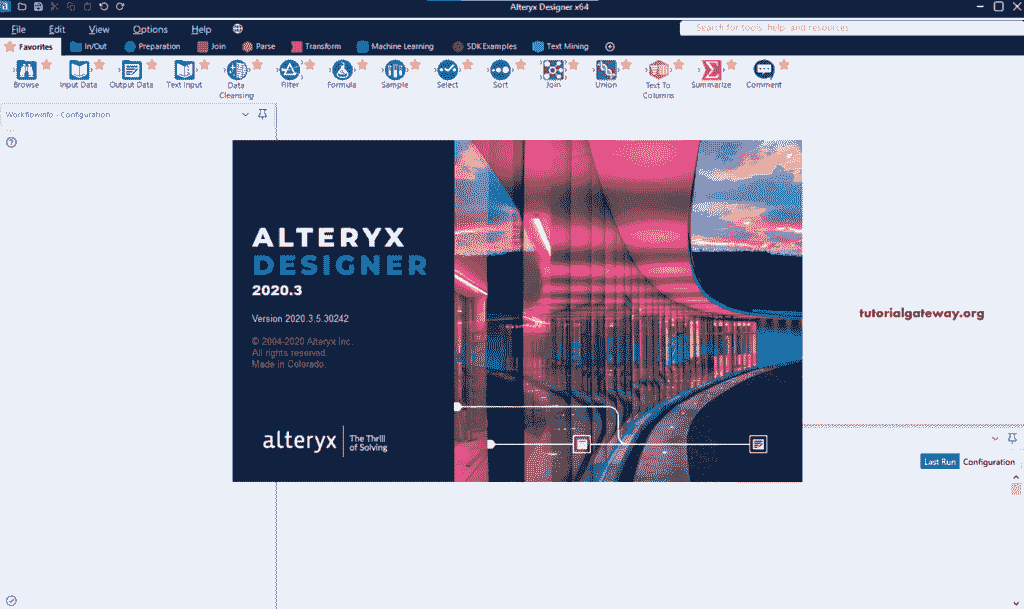 Alteryx Designer x64
File Edit View Options Help
Search for tools, help, and resources
Favorites In/Out Preparation Join Parse Transform Machine Learning SDK Examples Text Mining
Browse Input Data Output Data Text Input Data Cleansing Filter Formula Sample Select Sort Join Union Text To Columns Summarize Comment
Workflowinfo - Configuration
ALTERYX
DESIGNER
2020.3
Version 2020.3.5.30242
© 2004-2020 Alteryx Inc.
All rights reserved.
Made in Colorado.
alteryx
The Thrill
of Solving
tutorialgateway.org
Last Run Configuration